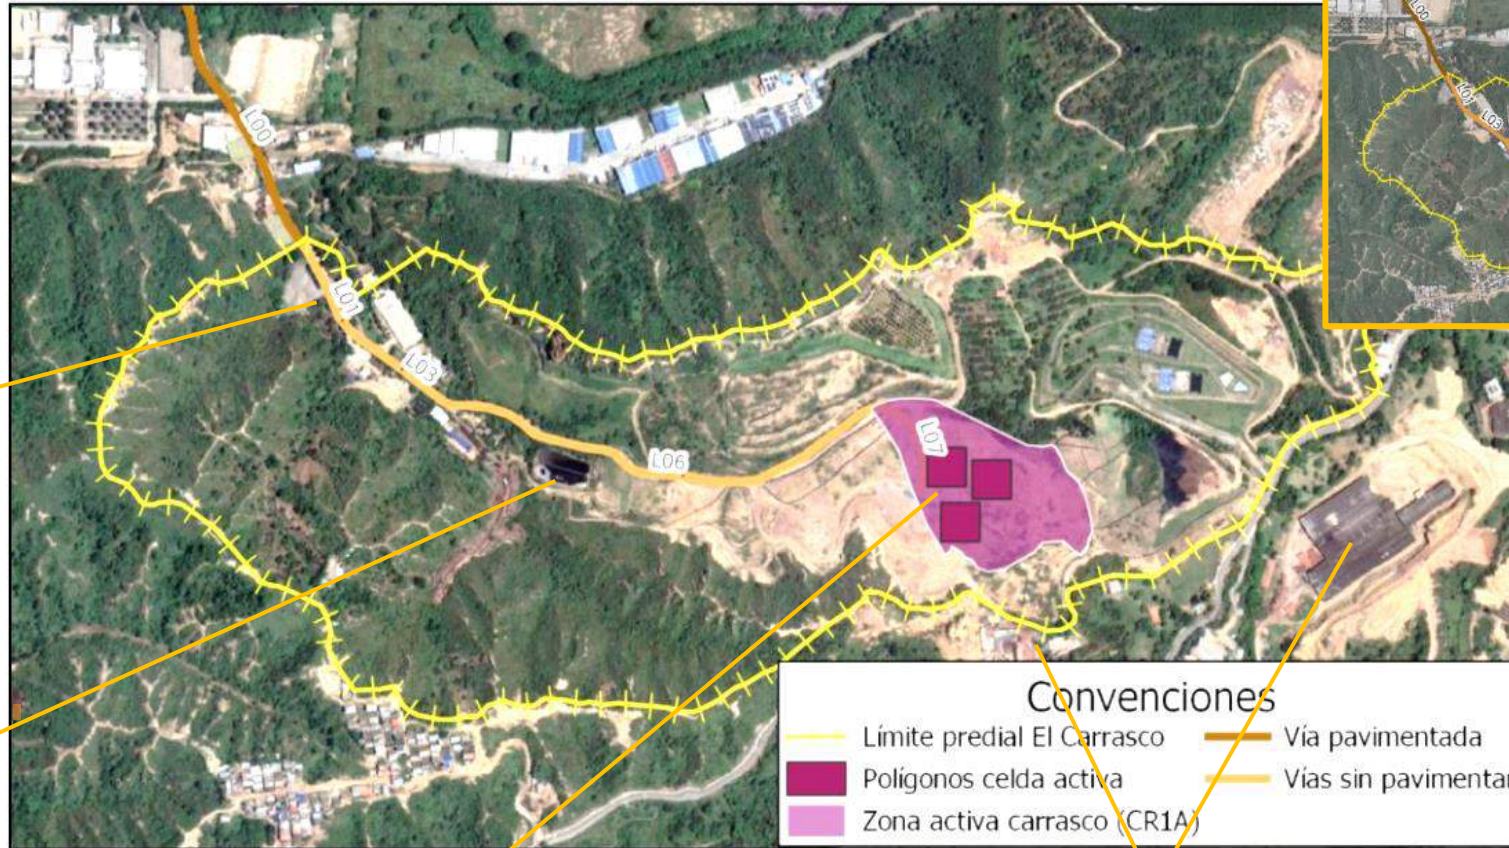 L00
L00
L01
L03
L01
L03
L06
L07
Convenciones
Límite predial El Carrasco
Vía pavimentada
Polígonos celda activa
Vías sin pavimentar
Zona activa carrasco (CR1A)